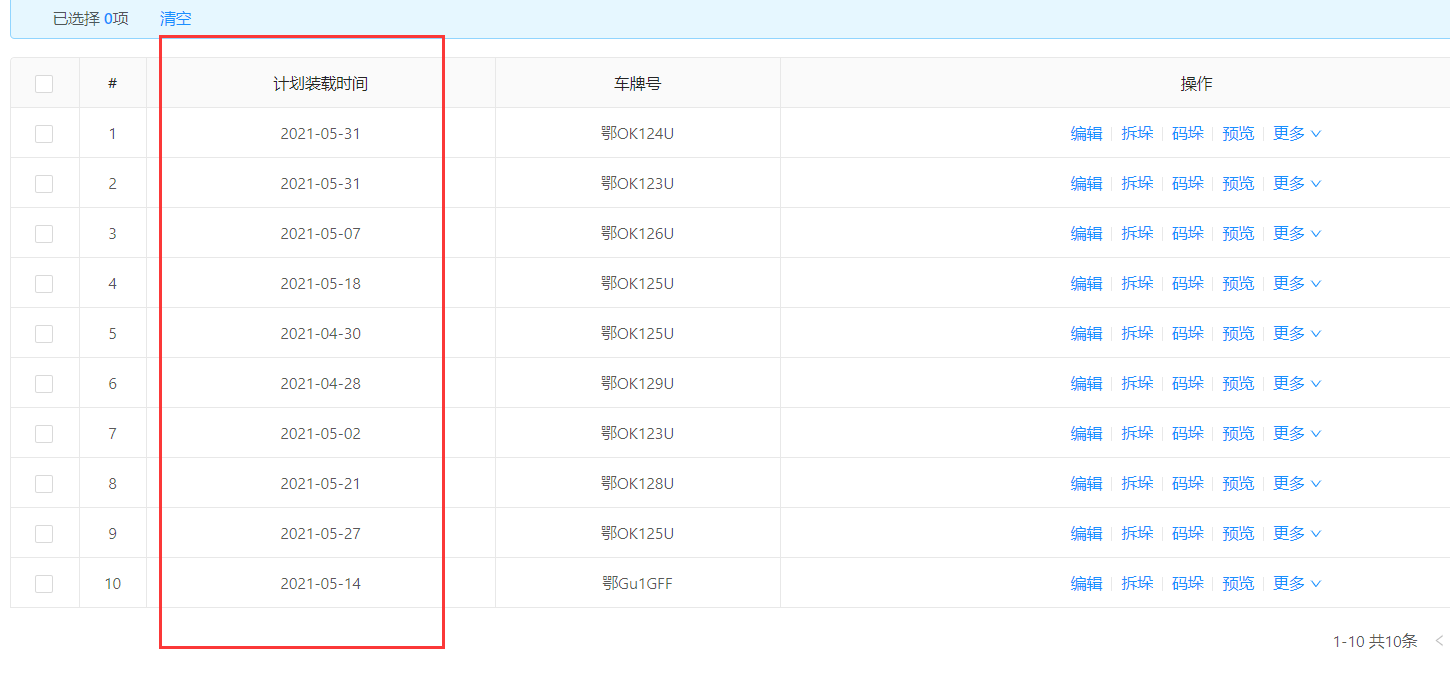 已选择 0项 清空
# 计划装载时间 车牌号 操作
1 2021-05-31 鄂OK124U 编辑 拆垛 码垛 预览 更多
2 2021-05-31 鄂OK123U 编辑 拆垛 码垛 预览 更多
3 2021-05-07 鄂OK126U 编辑 拆垛 码垛 预览 更多
4 2021-05-18 鄂OK125U 编辑 拆垛 码垛 预览 更多
5 2021-04-30 鄂OK125U 编辑 拆垛 码垛 预览 更多
6 2021-04-28 鄂OK129U 编辑 拆垛 码垛 预览 更多
7 2021-05-02 鄂OK123U 编辑 拆垛 码垛 预览 更多
8 2021-05-21 鄂OK128U 编辑 拆垛 码垛 预览 更多
9 2021-05-27 鄂OK125U 编辑 拆垛 码垛 预览 更多
10 2021-05-14 鄂Gu1GFF 编辑 拆垛 码垛 预览 更多
1-10 共10条